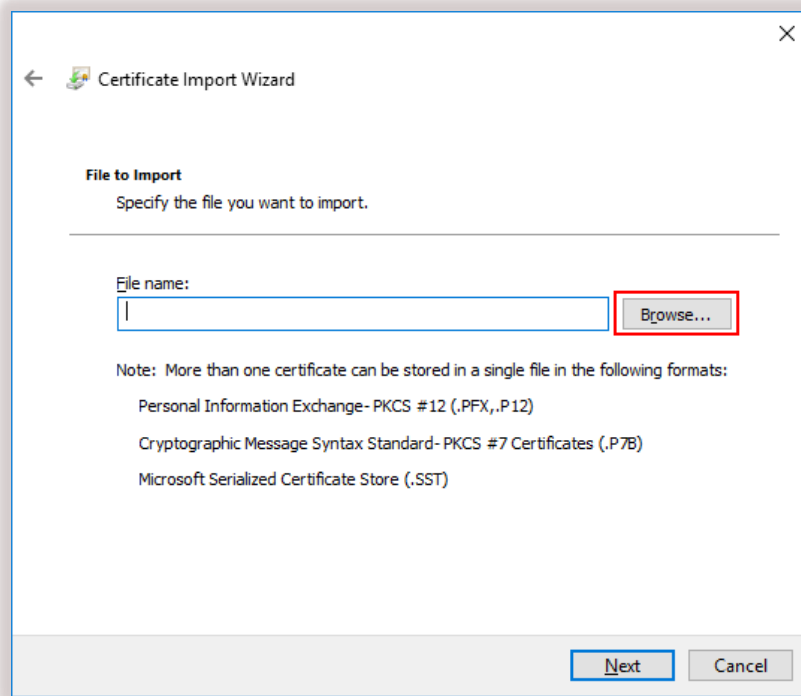 Certificate Import Wizard
File to Import
Specify the file you want to import.
File name:
Browse...
Note: More than one certificate can be stored in a single file in the following formats:
Personal Information Exchange- PKCS #12 (.PFX,.P12)
Cryptographic Message Syntax Standard- PKCS #7 Certificates (.P7B)
Microsoft Serialized Certificate Store (.SST)
Next Cancel